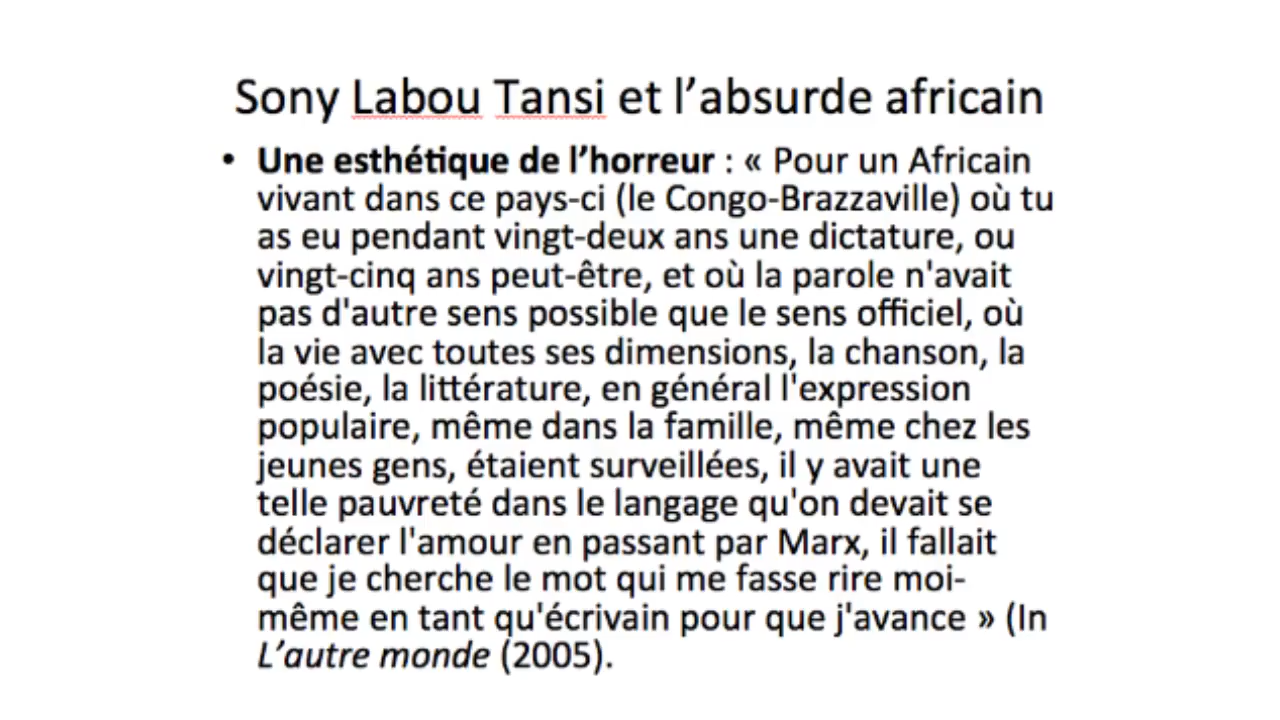 Sony Labou Tansi et l’absurde africain
• Une esthétique de l’horreur : « Pour un Africain
vivant dans ce pays-ci (le Congo-Brazzaville) où tu
as eu pendant vingt-deux ans une dictature, ou
vingt-cinq ans peut-être, et où la parole n'avait
pas d'autre sens possible que le sens officiel, où
la vie avec toutes ses dimensions, la chanson, la
poésie, la littérature, en général l'expression
populaire, même dans la famille, même chez les
jeunes gens, étaient surveillées, il y avait une
telle pauvreté dans le langage qu'on devait se
déclarer l'amour en passant par Marx, il fallait
que je cherche le mot qui me fasse rire moi-
même en tant qu'écrivain pour que j'avance » (In
L’autre monde (2005).